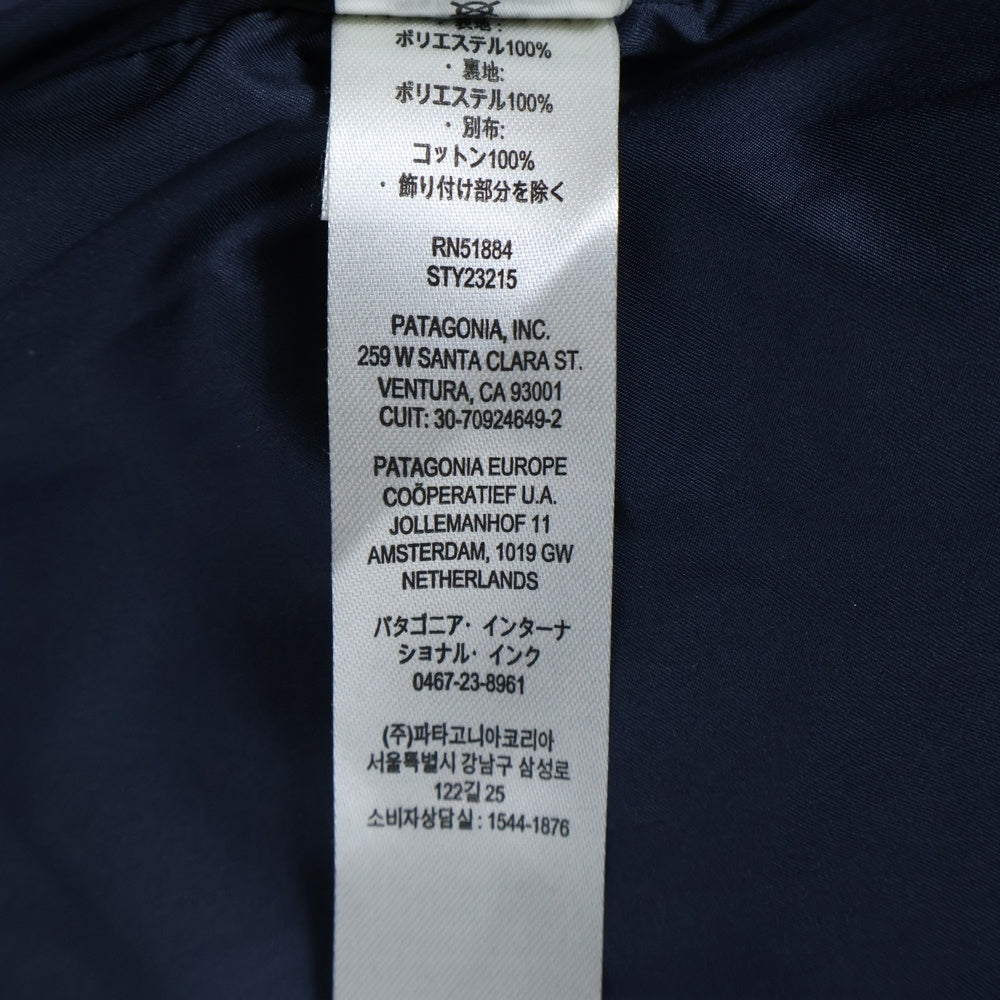 表地:
ポリエステル100%
・裏地:
ポリエステル100%
・別布:
コットン100%
・飾り付け部分を除く
RN51884
STY23215
PATAGONIA, INC.
259 W SANTA CLARA ST.
VENTURA, CA 93001
CUIT: 30-70924649-2
PATAGONIA EUROPE
COÖPERATIEF U.A.
JOLLEMANHOF 11
AMSTERDAM, 1019 GW
NETHERLANDS
パタゴニア・インターナ
ショナル・インク
0467-23-8961
(주)파타고니아코리아
서울특별시 강남구 삼성로
122길 25
소비자상담실 : 1544-1876